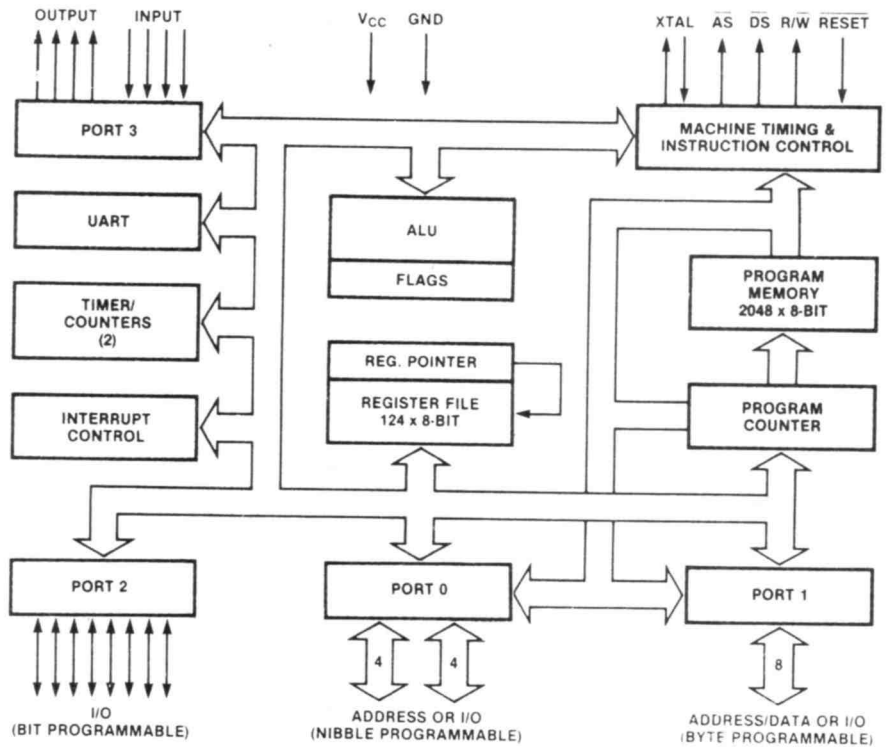 OUTPUT INPUT VCC GND XTAL AS DS R/W RESET
PORT 3
MACHINE TIMING &
INSTRUCTION CONTROL
UART
ALU
FLAGS
TIMER/
COUNTERS
(2)
PROGRAM
MEMORY
2048 x 8-BIT
REG. POINTER
REGISTER FILE
124 x 8-BIT
INTERRUPT
CONTROL
PROGRAM
COUNTER
PORT 2
PORT 0
PORT 1
4 4 8
I/O
(BIT PROGRAMMABLE)
ADDRESS OR I/O
(NIBBLE PROGRAMMABLE)
ADDRESS/DATA OR I/O
(BYTE PROGRAMMABLE)